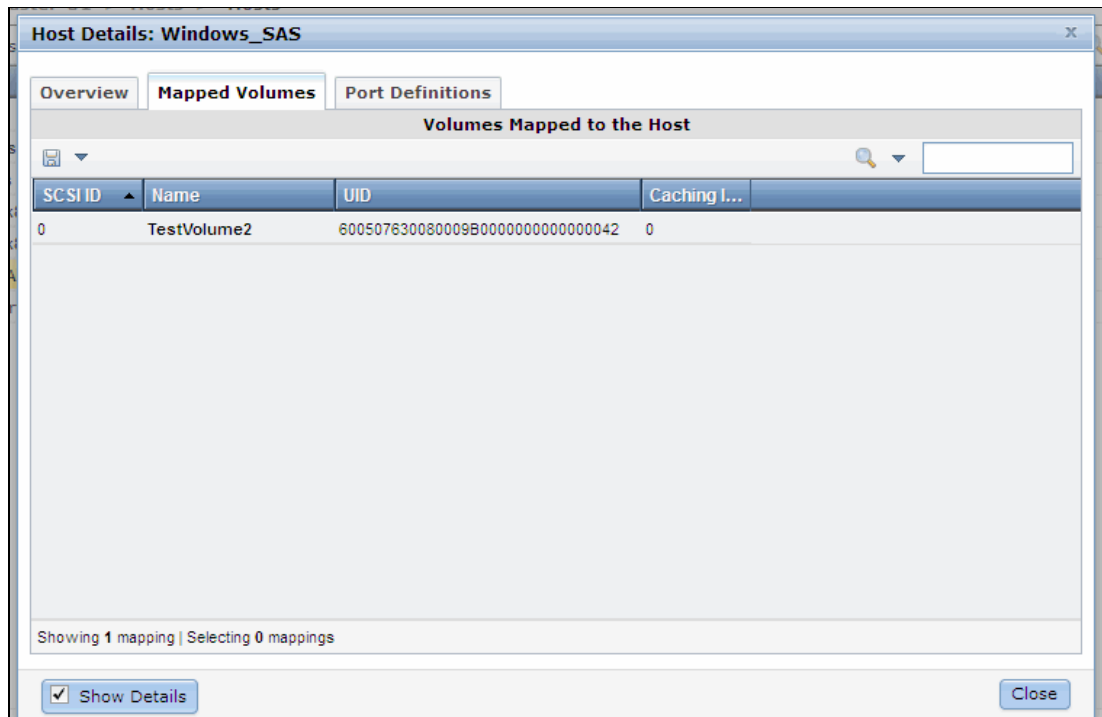 Host Details: Windows_SAS
x
Overview Mapped Volumes Port Definitions
Volumes Mapped to the Host
SCSI ID Name UID Caching I...
0 TestVolume2 600507630080009B0000000000000042 0
Showing 1 mapping | Selecting 0 mappings
Show Details Close